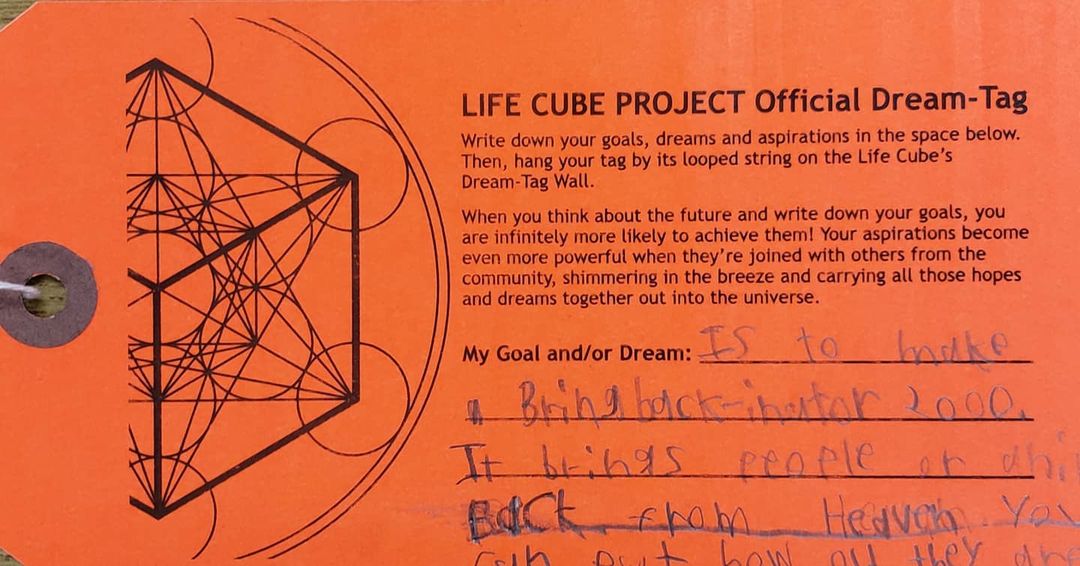 LIFE CUBE PROJECT Official Dream-Tag
Write down your goals, dreams and aspirations in the space below.
Then, hang your tag by its looped string on the Life Cube's
Dream-Tag Wall.
When you think about the future and write down your goals, you
are infinitely more likely to achieve them! Your aspirations become
even more powerful when they're joined with others from the
community, shimmering in the breeze and carrying all those hopes
and dreams together out into the universe.
My Goal and/or Dream: Is to make
a Bringback-inator 2000.
It brings people or
Back from Heaven. You
can put how old they are